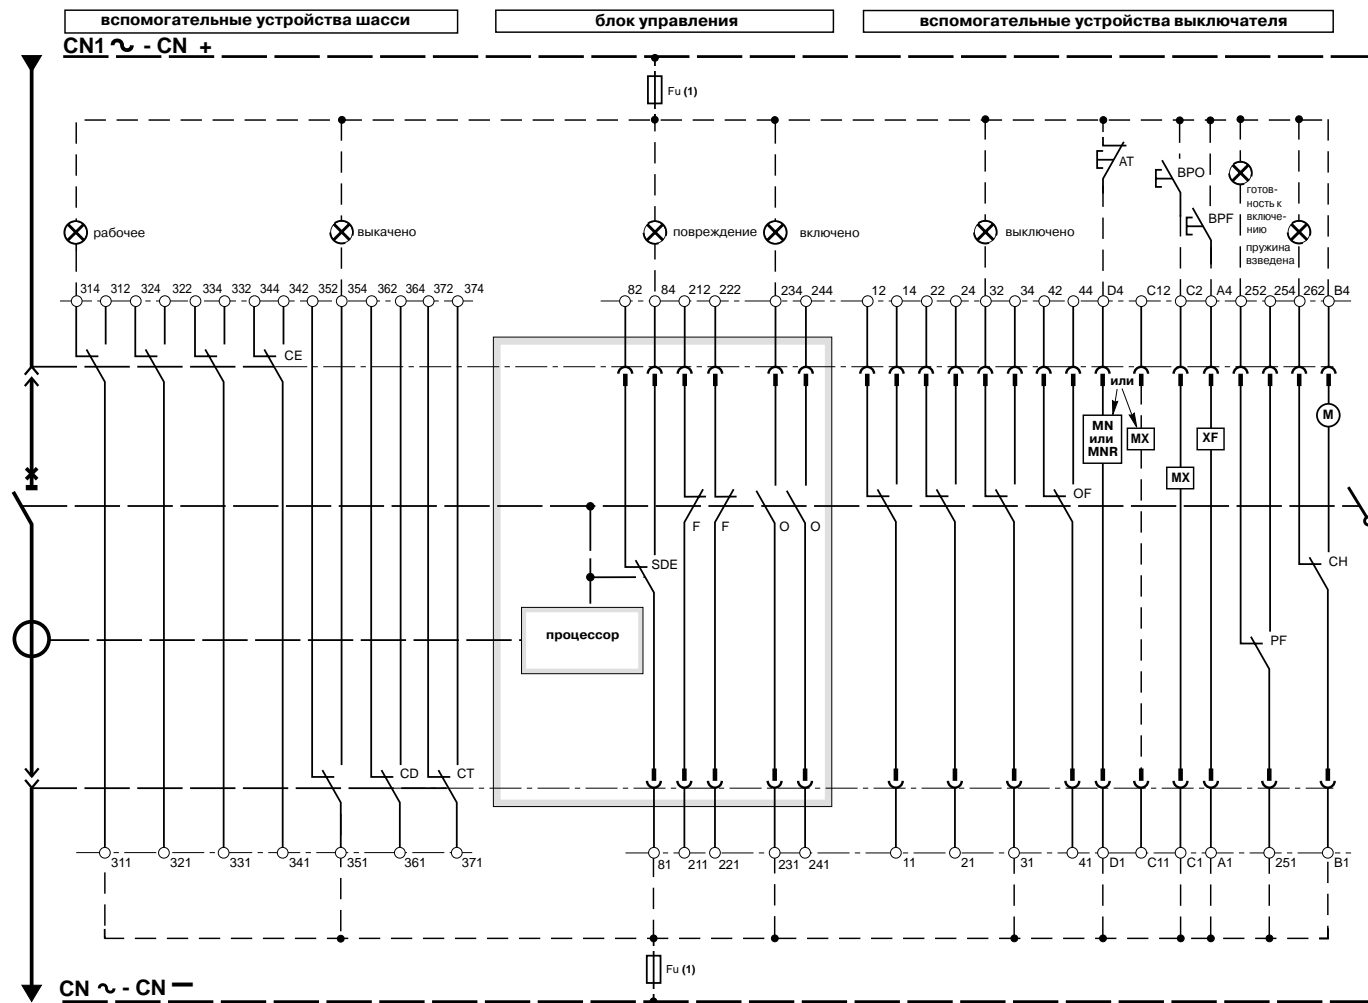 вспомогательные устройства шасси
блок управления
вспомогательные устройства выключателя
CN1 ∿ - CN +
Fu (1)
AT
BPO
BPF
готов-
ность к
включе-
нию
пружина
взведена
рабочее
выкачено
повреждение
включено
выключено
314 312 324 322 334 332 344 342 352 354 362 364 372 374
82 84 212 222 234 244
12 14 22 24 32 34 42 44 D4 C12 C2 A4 252 254 262 B4
CE
или
MN
или
MNR
MX
XF
M
MX
OF
F F O O
SDE
CH
процессор
PF
CD CT
311 321 331 341 351 361 371
81 211 221 231 241
11 21 31 41 D1 C11 C1 A1 251 B1
Fu (1)
CN ∿ - CN —